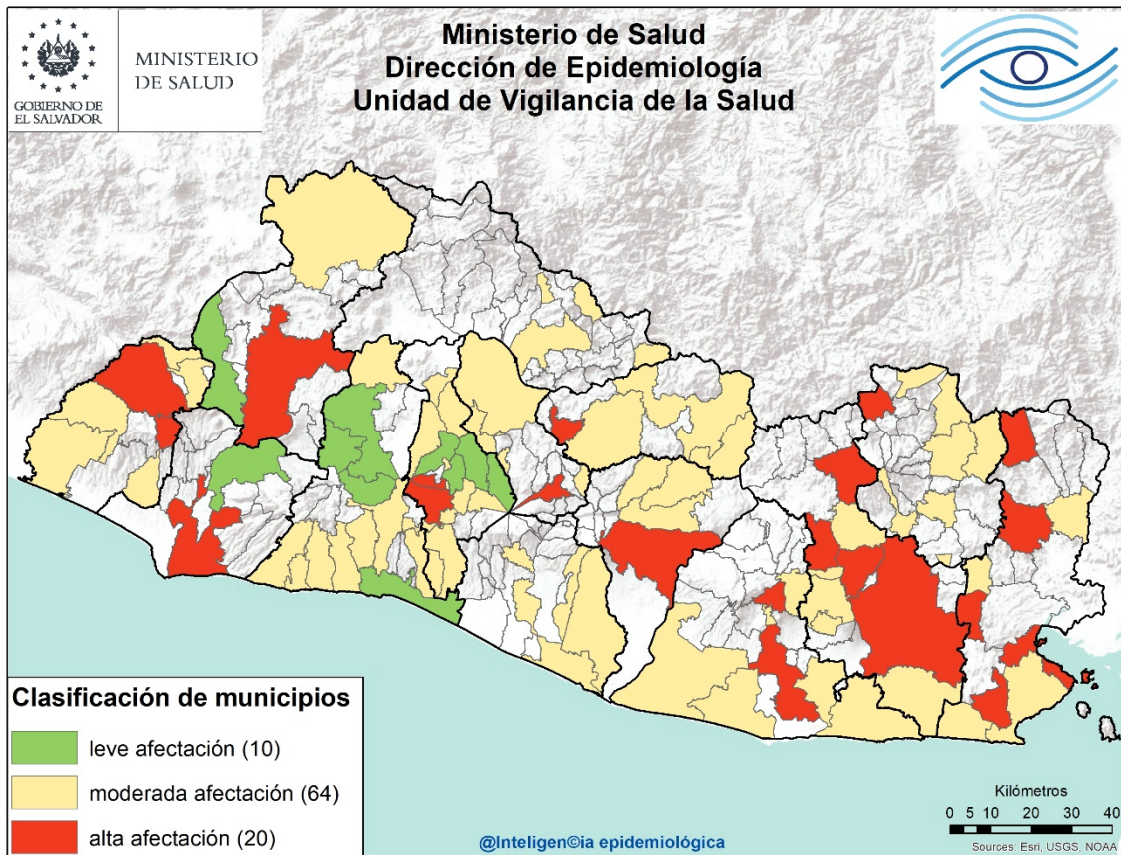 GOBIERNO DE
EL SALVADOR
MINISTERIO
DE SALUD
Ministerio de Salud
Dirección de Epidemiología
Unidad de Vigilancia de la Salud
Clasificación de municipios
leve afectación (10)
moderada afectación (64)
alta afectación (20)
@Inteligen©ia epidemiológica
Kilómetros
0 5 10 20 30 40
Sources: Esri, USGS, NOAA